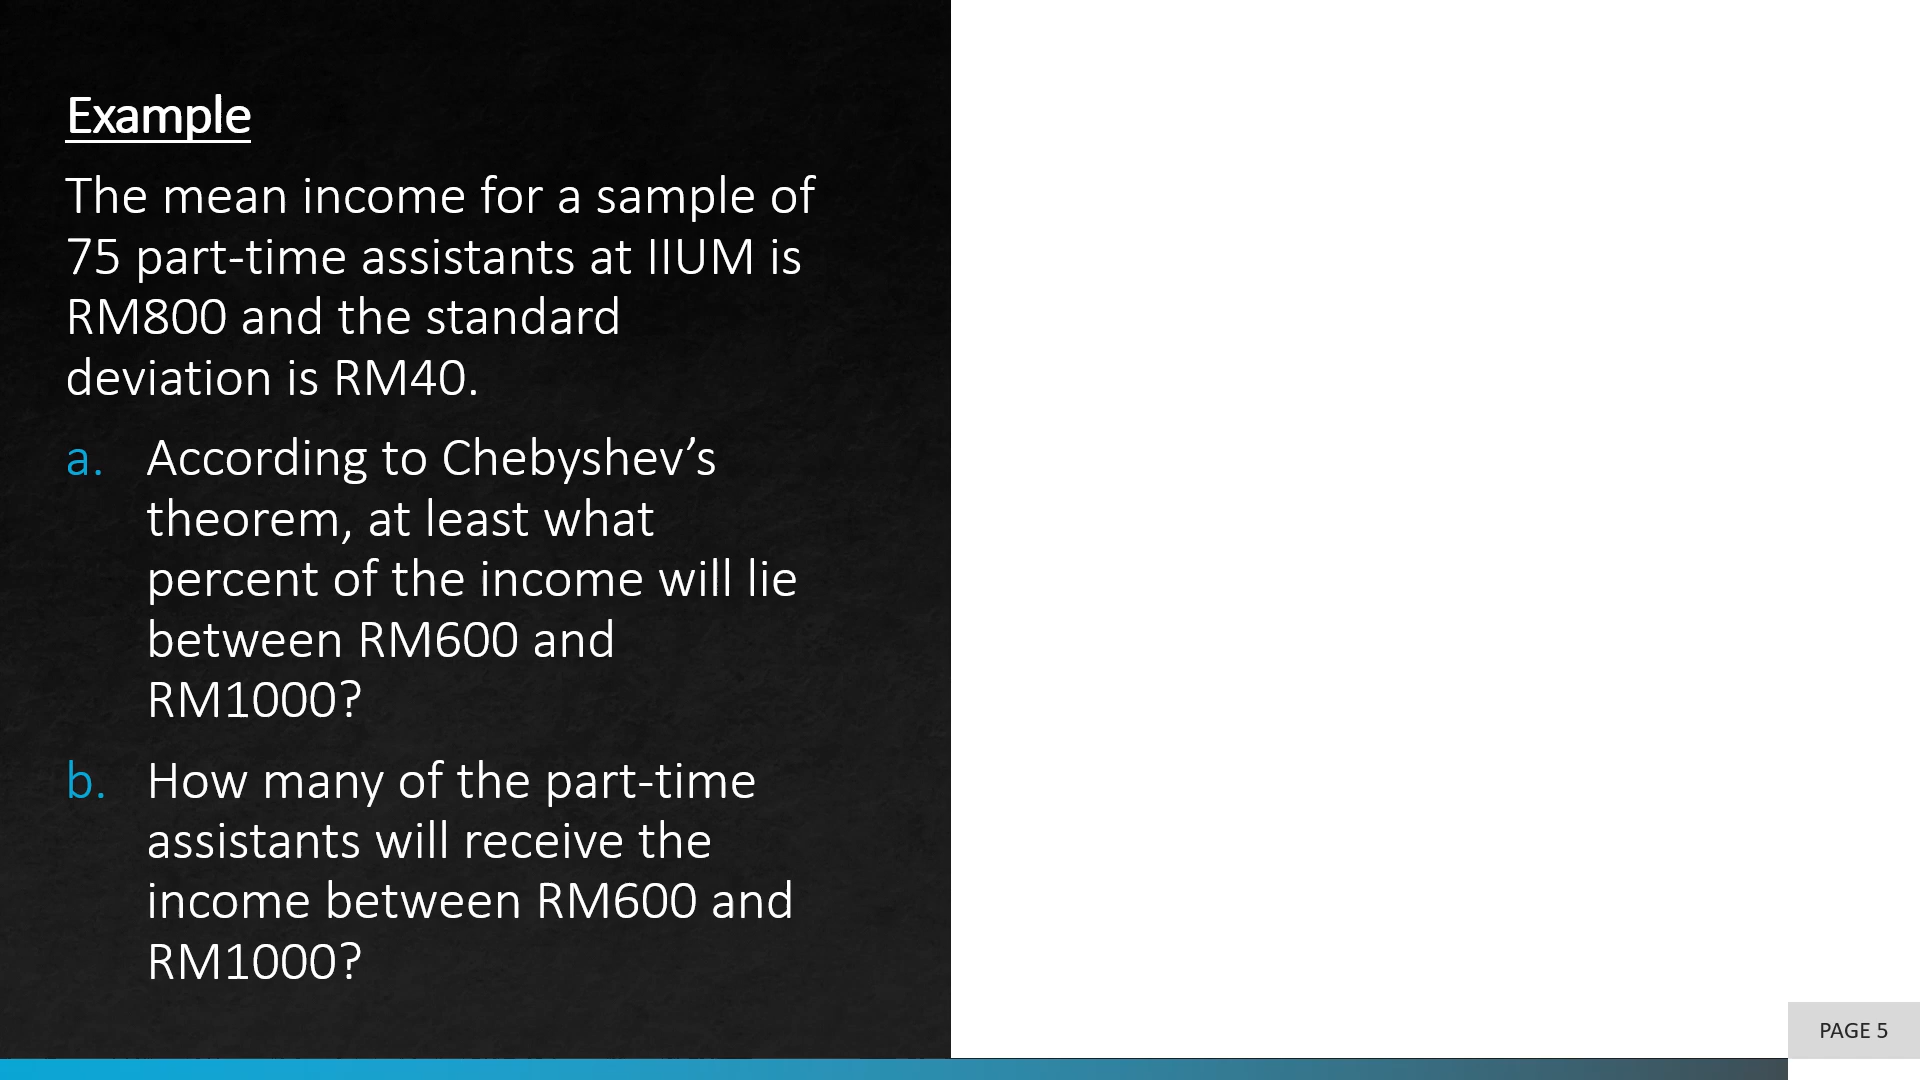 Example
The mean income for a sample of
75 part-time assistants at IIUM is
RM800 and the standard
deviation is RM40.
a. According to Chebyshev’s
theorem, at least what
percent of the income will lie
between RM600 and
RM1000?
b. How many of the part-time
assistants will receive the
income between RM600 and
RM1000?
PAGE 5